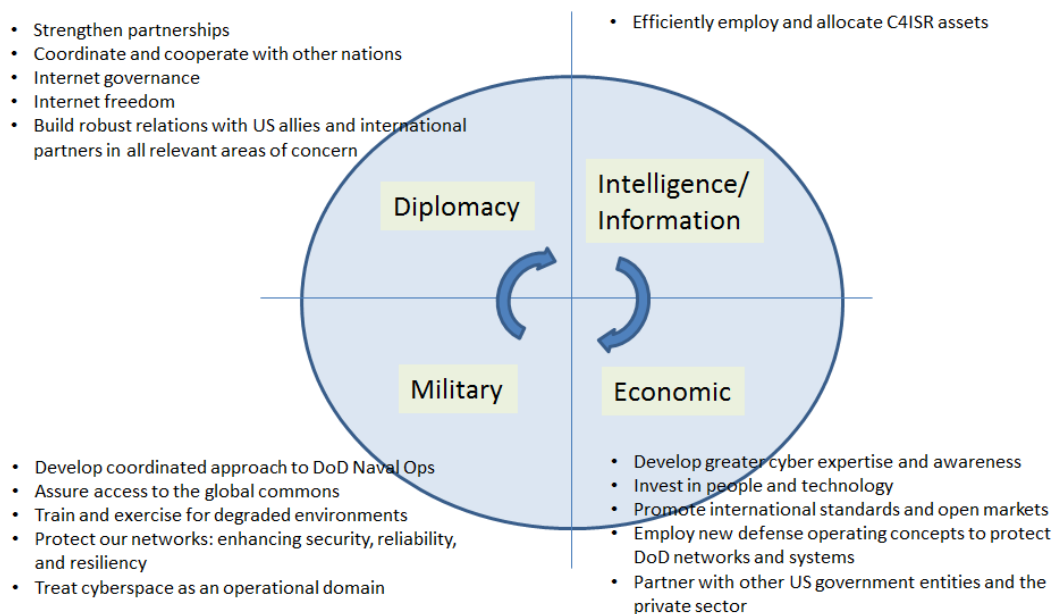 • Strengthen partnerships
• Coordinate and cooperate with other nations
• Internet governance
• Internet freedom
• Build robust relations with US allies and international
partners in all relevant areas of concern
• Efficiently employ and allocate C4ISR assets
Diplomacy
Intelligence/
Information
Military
Economic
• Develop coordinated approach to DoD Naval Ops
• Assure access to the global commons
• Train and exercise for degraded environments
• Protect our networks: enhancing security, reliability,
and resiliency
• Treat cyberspace as an operational domain
• Develop greater cyber expertise and awareness
• Invest in people and technology
• Promote international standards and open markets
• Employ new defense operating concepts to protect
DoD networks and systems
• Partner with other US government entities and the
private sector